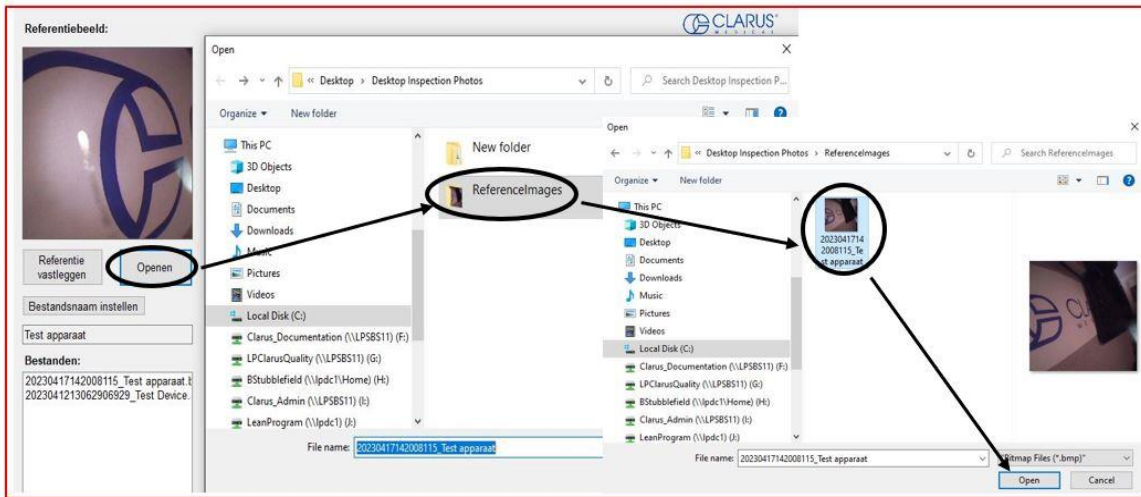 Referentiebeeld:
CLARUS
MEDICAL
Referentie
vastleggen
Openen
Bestandsnaam instellen
Test apparaat
Bestanden:
20230417142008115_Test apparaat.b
2023041213062906929_Test Device.
Open
« Desktop › Desktop Inspection Photos
Search Desktop Inspection P...
Organize
New folder
This PC
3D Objects
Desktop
Documents
Downloads
Music
Pictures
Videos
Local Disk (C:)
Clarus_Documentation (\\LPSBS11) (F:)
LPClarusQuality (\\LPSBS11) (G:)
BStubblefield (\\lpdc1\Home) (H:)
Clarus_Admin (\\LPSBS11) (I:)
LeanProgram (\\lpdc1) (J:)
New folder
ReferenceImages
File name: 20230417142008115_Test apparaat
Open
« Desktop Inspection Photos › ReferenceImages
Search ReferenceImages
Organize
New folder
This PC
3D Objects
Desktop
Documents
Downloads
Music
Pictures
Videos
Local Disk (C:)
Clarus_Documentation (\\LPSBS11) (F:)
LPClarusQuality (\\LPSBS11) (G:)
BStubblefield (\\lpdc1\Home) (H:)
Clarus_Admin (\\LPSBS11) (I:)
LeanProgram (\\lpdc1) (J:)
2023041714
2008115_Te
st apparaat
File name: 20230417142008115_Test apparaat
"Bitmap Files (*.bmp)"
Open
Cancel